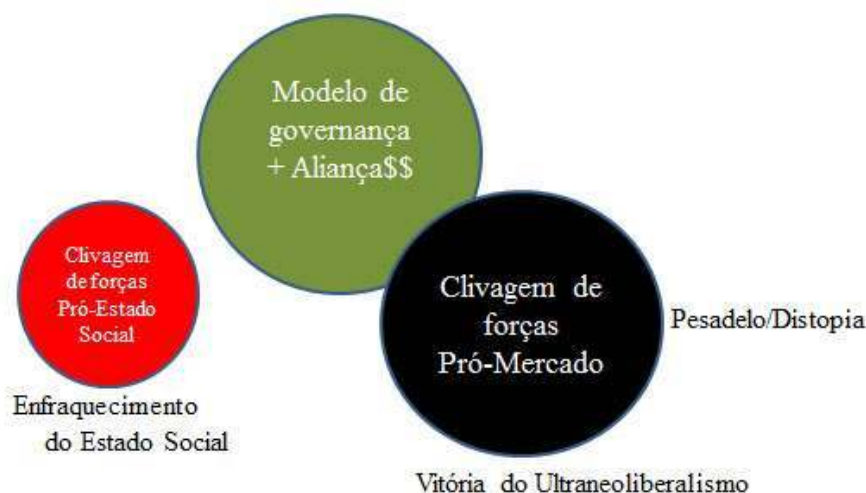 Modelo de
governança
+ Aliança$$
Clivagem
de forças
Pró-Estado
Social
Enfraquecimento
do Estado Social
Clivagem de
forças
Pró-Mercado
Pesadelo/Distopia
Vitória do Ultraneoliberalismo